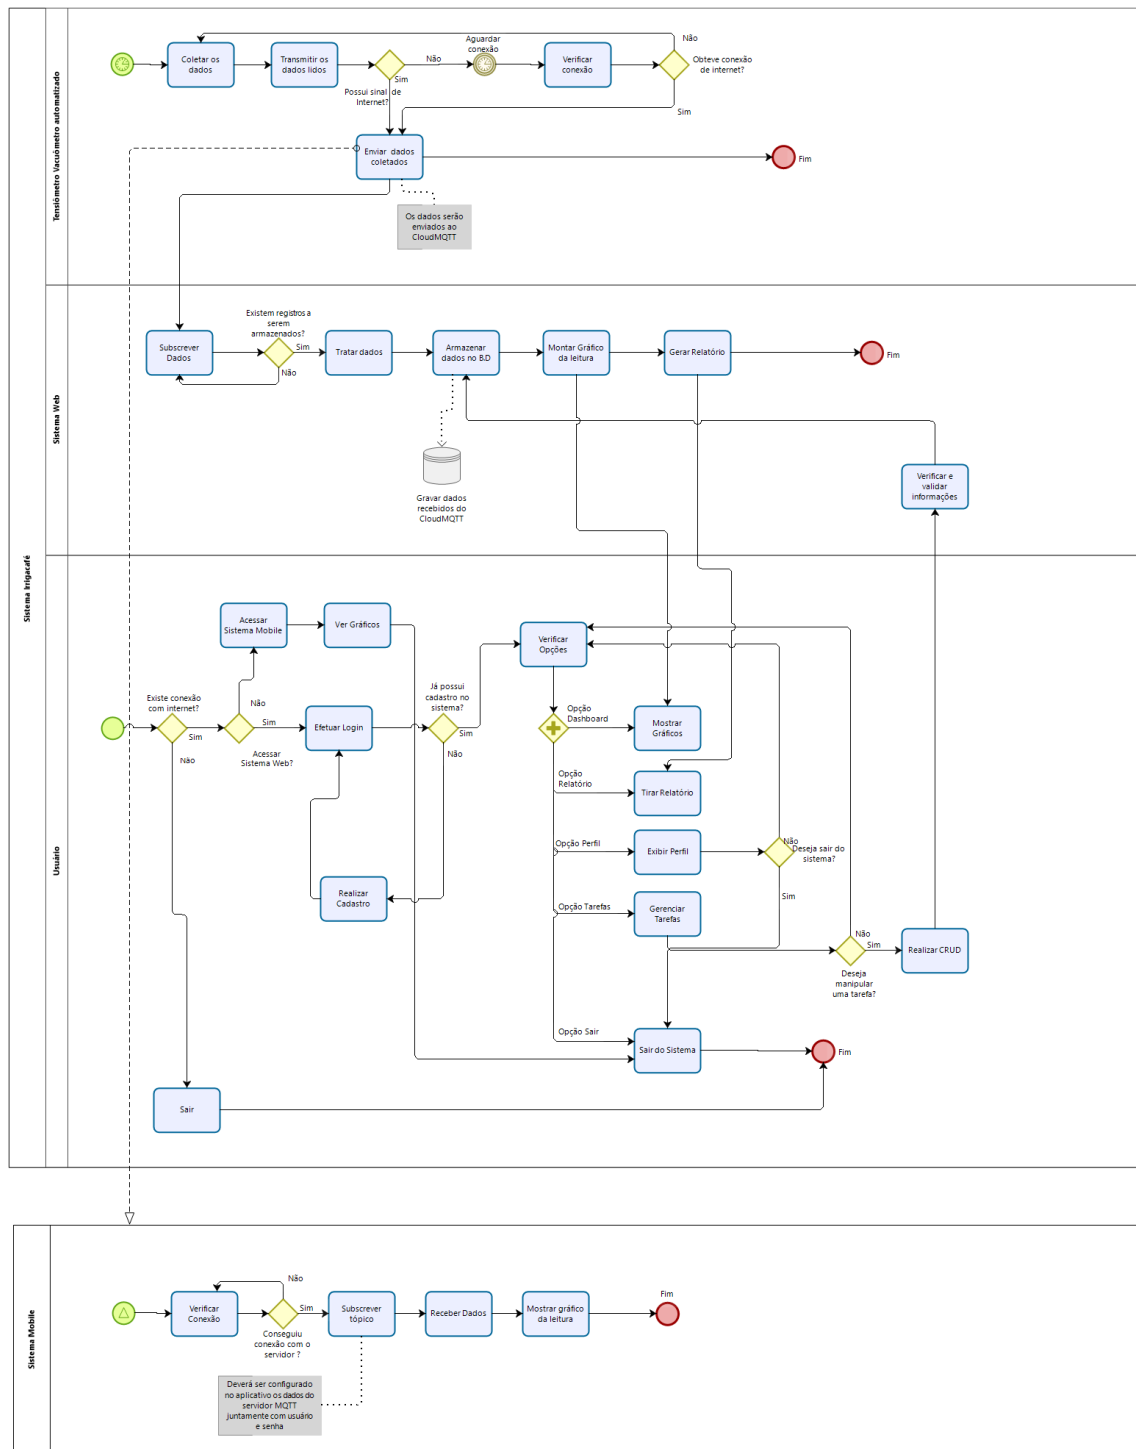 Sistema Irrigacafé
Tensiômetro Vacuômetro automatizado
Coletar os
dados
Transmitir os
dados lidos
Possui sinal de
Internet?
Não
Sim
Aguardar
conexão
Verificar
conexão
Não
Obteve conexão
de internet?
Sim
Enviar dados
coletados
Fim
Os dados serão
enviados ao
CloudMQTT
Sistema Web
Subscrever
Dados
Existem registros a
serem
armazenados?
Sim
Não
Tratar dados
Armazenar
dados no B.D
Montar Gráfico
da leitura
Gerar Relatório
Fim
Gravar dados
recebidos do
CloudMQTT
Verificar e
validar
informações
Usuário
Acessar
Sistema Mobile
Ver Gráficos
Existe conexão
com internet?
Sim
Não
Não
Sim
Acessar
Sistema Web?
Efetuar Login
Já possui
cadastro no
sistema?
Sim
Não
Realizar
Cadastro
Verificar
Opções
Opção
Dashboard
Mostrar
Gráficos
Opção
Relatório
Tirar Relatório
Opção Perfil
Exibir Perfil
Não
Deseja sair do
sistema?
Sim
Opção Tarefas
Gerenciar
Tarefas
Não
Sim
Deseja
manipular
uma tarefa?
Realizar CRUD
Opção Sair
Sair do Sistema
Fim
Sair
Sistema Mobile
Verificar
Conexão
Não
Sim
Conseguiu
conexão com o
servidor ?
Subscrever
tópico
Receber Dados
Mostrar gráfico
da leitura
Fim
Deverá ser configurado
no aplicativo os dados do
servidor MQTT
juntamente com usuário
e senha